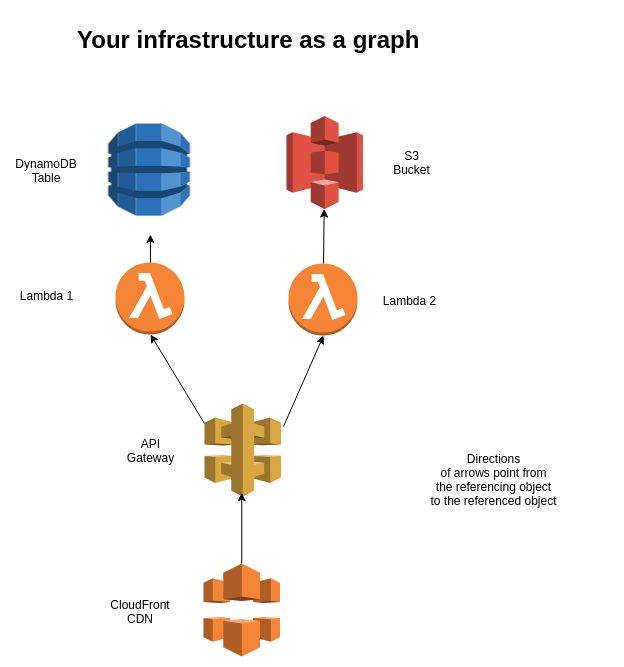 Your infrastructure as a graph
DynamoDB
Table
S3
Bucket
Lambda 1
Lambda 2
API
Gateway
Directions
of arrows point from
the referencing object
to the referenced object
CloudFront
CDN